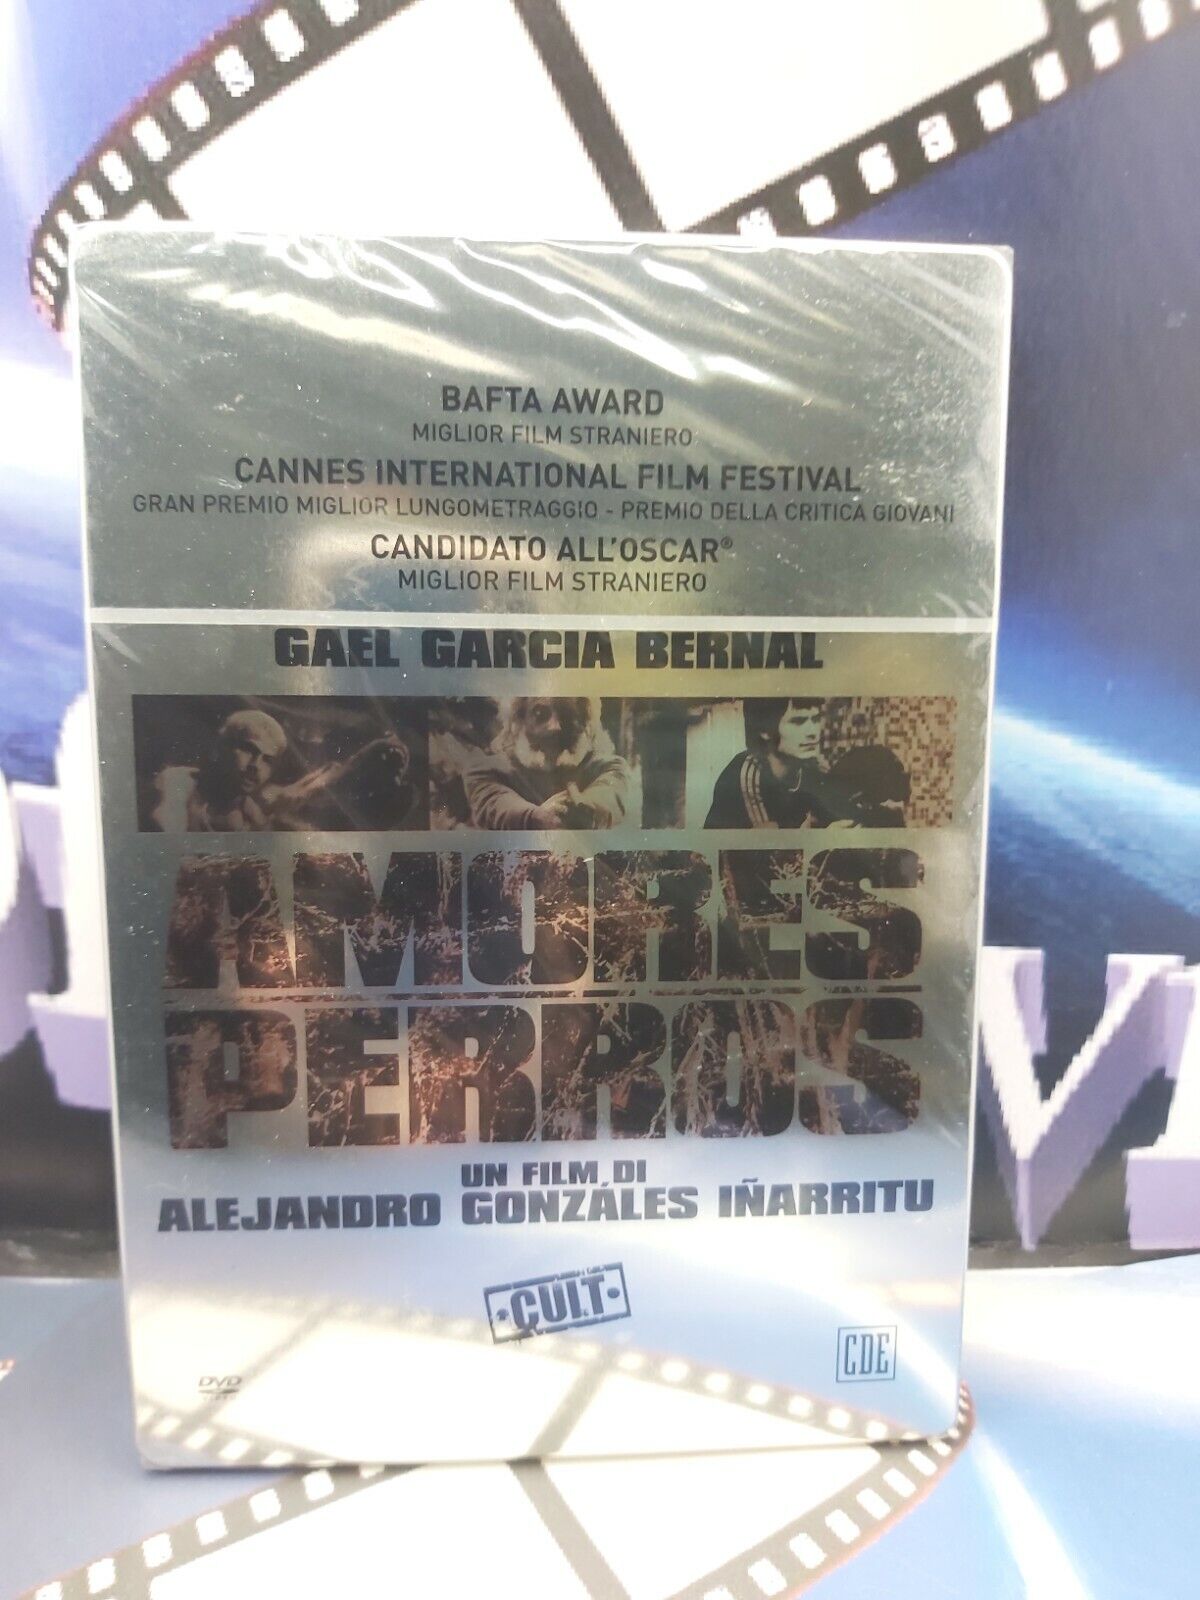 BAFTA AWARD
MIGLIOR FILM STRANIERO
CANNES INTERNATIONAL FILM FESTIVAL
GRAN PREMIO MIGLIOR LUNGOMETRAGGIO - PREMIO DELLA CRITICA GIOVANI
CANDIDATO ALL'OSCAR®
MIGLIOR FILM STRANIERO
GAEL GARCIA BERNAL
AMORES
PERROS
UN FILM DI
ALEJANDRO GONZÁLES IÑARRITU
CULT
CDE
DVD